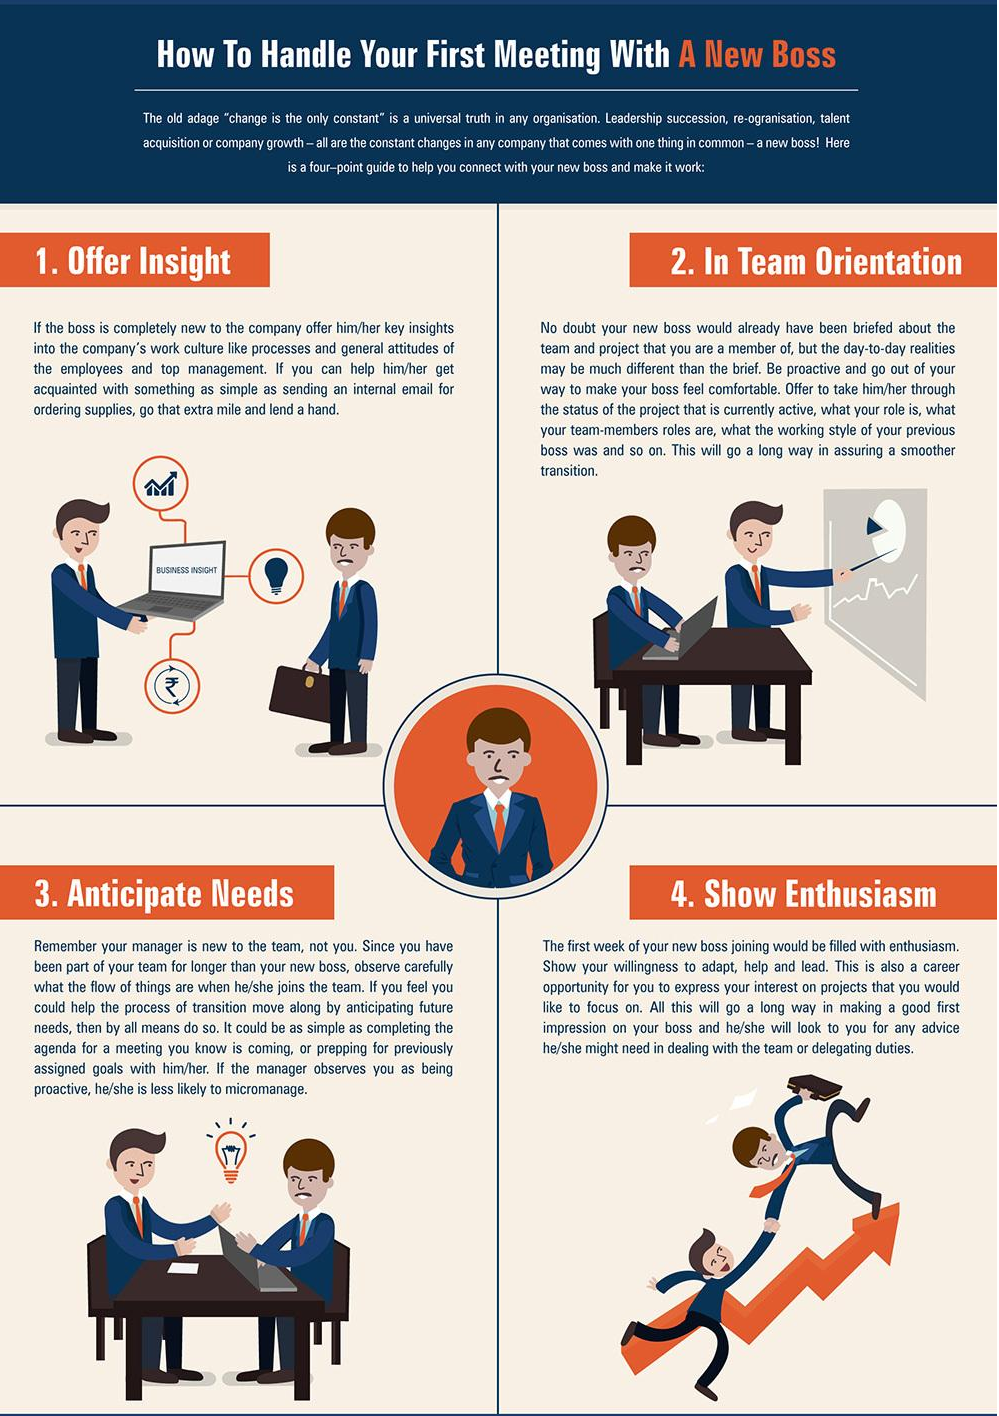 How To Handle Your First Meeting With A New Boss
The old adage “change is the only constant” is a universal truth in any organisation. Leadership succession, re-ogranisation, talent
acquisition or company growth – all are the constant changes in any company that comes with one thing in common – a new boss! Here
is a four–point guide to help you connect with your new boss and make it work:
1. Offer Insight
If the boss is completely new to the company offer him/her key insights
into the company’s work culture like processes and general attitudes of
the employees and top management. If you can help him/her get
acquainted with something as simple as sending an internal email for
ordering supplies, go that extra mile and lend a hand.
BUSINESS INSIGHT
₹
2. In Team Orientation
No doubt your new boss would already have been briefed about the
team and project that you are a member of, but the day-to-day realities
may be much different than the brief. Be proactive and go out of your
way to make your boss feel comfortable. Offer to take him/her through
the status of the project that is currently active, what your role is, what
your team-members roles are, what the working style of your previous
boss was and so on. This will go a long way in assuring a smoother
transition.
3. Anticipate Needs
Remember your manager is new to the team, not you. Since you have
been part of your team for longer than your new boss, observe carefully
what the flow of things are when he/she joins the team. If you feel you
could help the process of transition move along by anticipating future
needs, then by all means do so. It could be as simple as completing the
agenda for a meeting you know is coming, or prepping for previously
assigned goals with him/her. If the manager observes you as being
proactive, he/she is less likely to micromanage.
4. Show Enthusiasm
The first week of your new boss joining would be filled with enthusiasm.
Show your willingness to adapt, help and lead. This is also a career
opportunity for you to express your interest on projects that you would
like to focus on. All this will go a long way in making a good first
impression on your boss and he/she will look to you for any advice
he/she might need in dealing with the team or delegating duties.